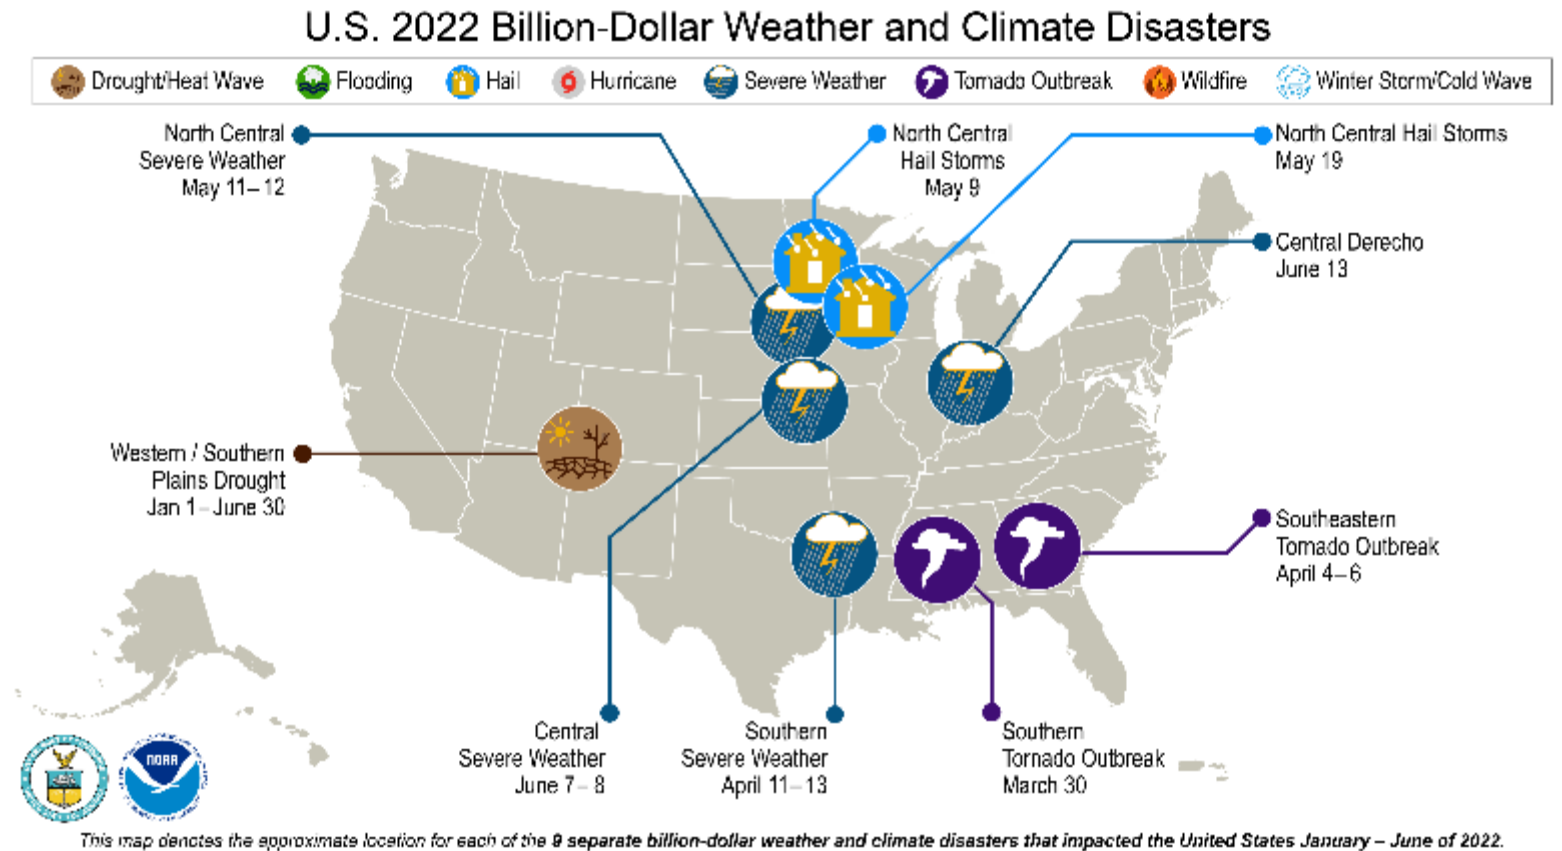 U.S. 2022 Billion-Dollar Weather and Climate Disasters
Drought/Heat Wave Flooding Hail Hurricane Severe Weather Tornado Outbreak Wildfire Winter Storm/Cold Wave
North Central
Severe Weather
May 11–12
North Central
Hail Storms
May 9
North Central Hail Storms
May 19
Central Derecho
June 13
Western / Southern
Plains Drought
Jan 1–June 30
Southeastern
Tornado Outbreak
April 4–6
Central
Severe Weather
June 7–8
Southern
Severe Weather
April 11–13
Southern
Tornado Outbreak
March 30
NOAA
This map denotes the approximate location for each of the 9 separate billion-dollar weather and climate disasters that impacted the United States January – June of 2022.